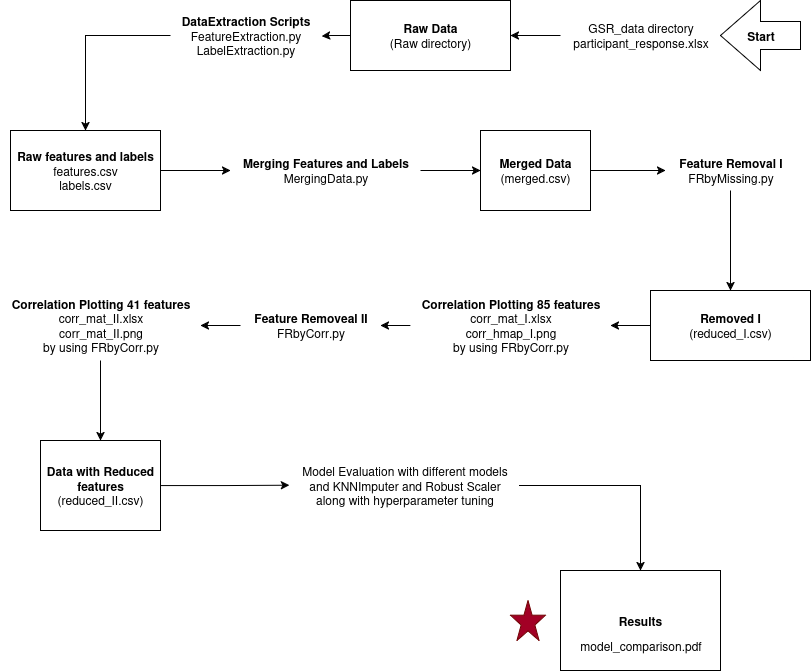 Start
GSR_data directory
participant_response.xlsx
Raw Data
(Raw directory)
DataExtraction Scripts
FeatureExtraction.py
LabelExtraction.py
Raw features and labels
features.csv
labels.csv
Merging Features and Labels
MergingData.py
Merged Data
(merged.csv)
Feature Removal I
FRbyMissing.py
Removed I
(reduced_I.csv)
Correlation Plotting 85 features
corr_mat_I.xlsx
corr_hmap_I.png
by using FRbyCorr.py
Feature Removeal II
FRbyCorr.py
Correlation Plotting 41 features
corr_mat_II.xlsx
corr_mat_II.png
by using FRbyCorr.py
Data with Reduced
features
(reduced_II.csv)
Model Evaluation with different models
and KNNImputer and Robust Scaler
along with hyperparameter tuning
Results
model_comparison.pdf